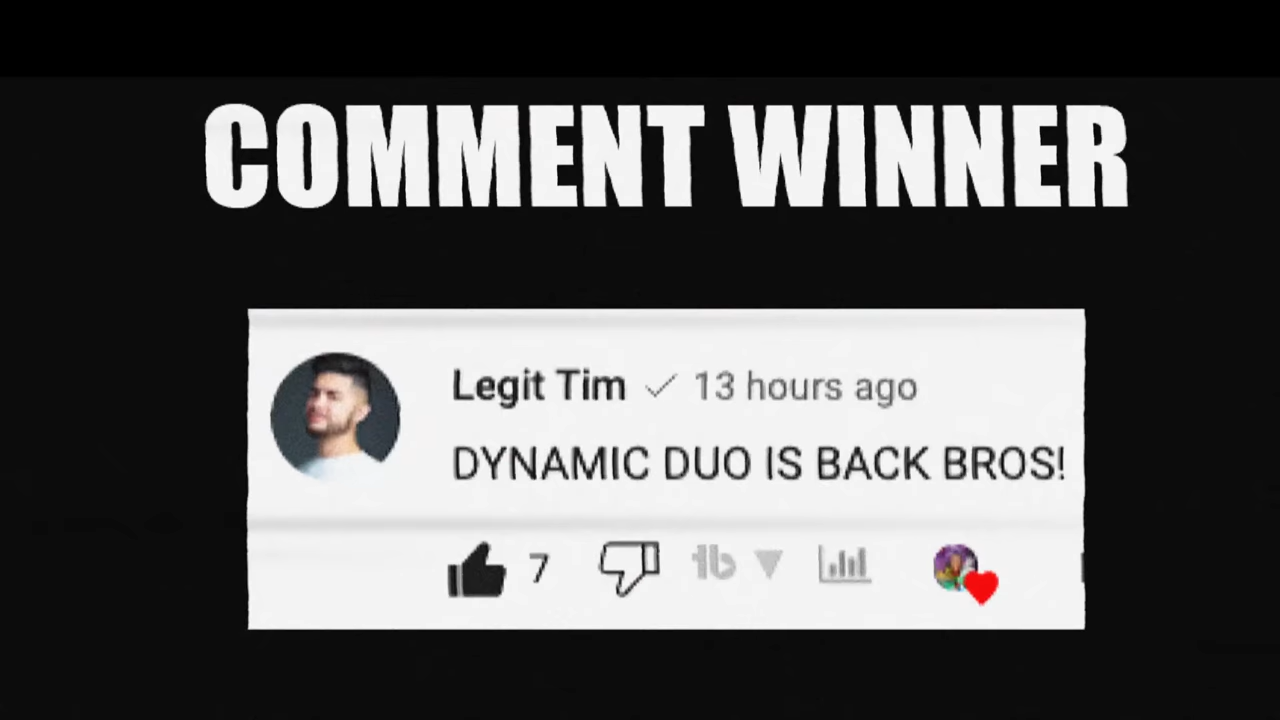 COMMENT WINNER
Legit Tim ✓ 13 hours ago
DYNAMIC DUO IS BACK BROS!
7